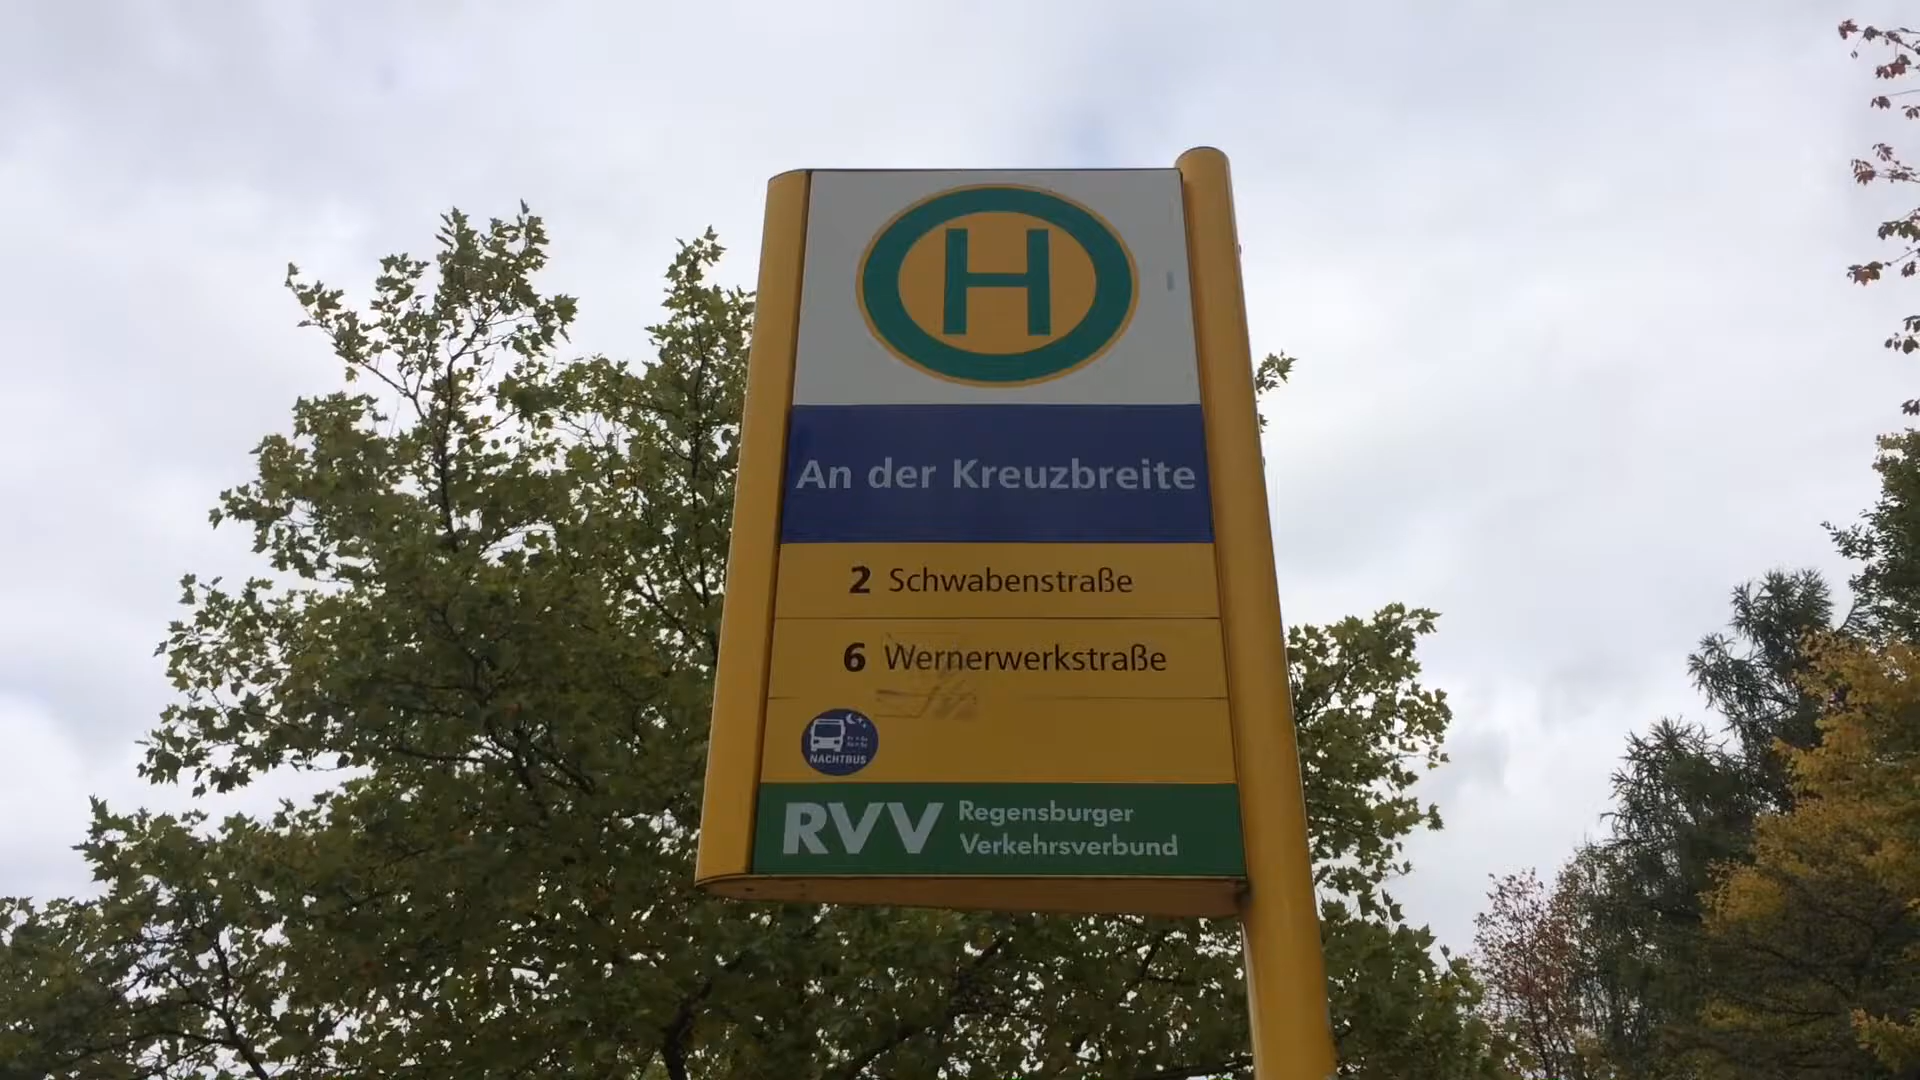 H
An der Kreuzbreite
2 Schwabenstraße
6 Wernerwerkstraße
NACHTBUS
RVV Regensburger
Verkehrsverbund